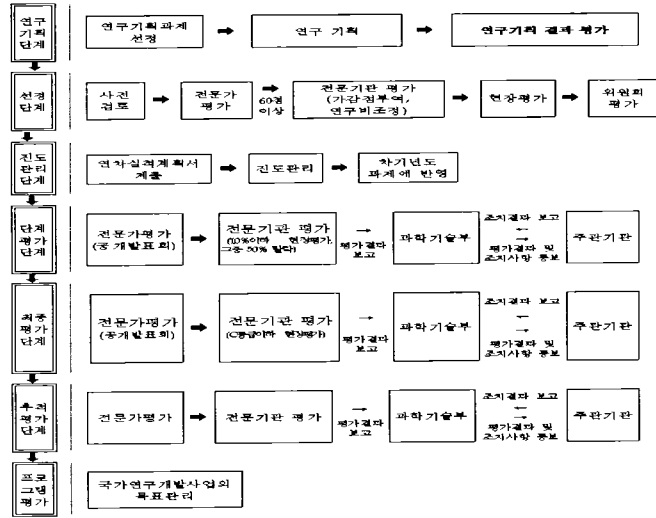 연구
기획
단계
연구기획과제
선정
연구 기획
연구기획 결과 평가
선정
단계
사전
검토
전문가
평가
60점
이상
전문기관 평가
(가감점부여,
연구비조정)
현장평가
위원회
평가
진도
관리
단계
연차실적계획서
제출
진도관리
차기년도
과제에 반영
단계
평가
단계
전문가평가
(공개발표회)
전문기관 평가
(10%이하 현장평가,
그중 50% 탈락)
평가결과
보고
과학기술부
조치결과 보고
평가결과 및
조치사항 통보
주관기관
최종
평가
단계
전문가평가
(공개발표회)
전문기관 평가
(C등급이하 현장평가)
평가결과
보고
과학기술부
조치결과 보고
평가결과 및
조치사항 통보
주관기관
추적
평가
단계
전문가평가
전문기관 평가
평가결과
보고
과학기술부
조치결과 보고
평가결과 및
조치사항 통보
주관기관
프로
그램
평가
국가연구개발사업의
목표관리